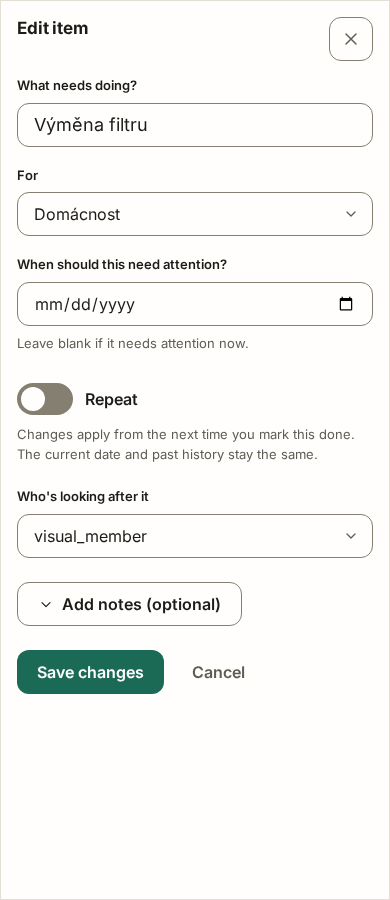 Edit item
What needs doing?
Výměna filtru
For
Domácnost
When should this need attention?
mm/dd/yyyy
Leave blank if it needs attention now.
Repeat
Changes apply from the next time you mark this done.
The current date and past history stay the same.
Who's looking after it
visual_member
Add notes (optional)
Save changes
Cancel